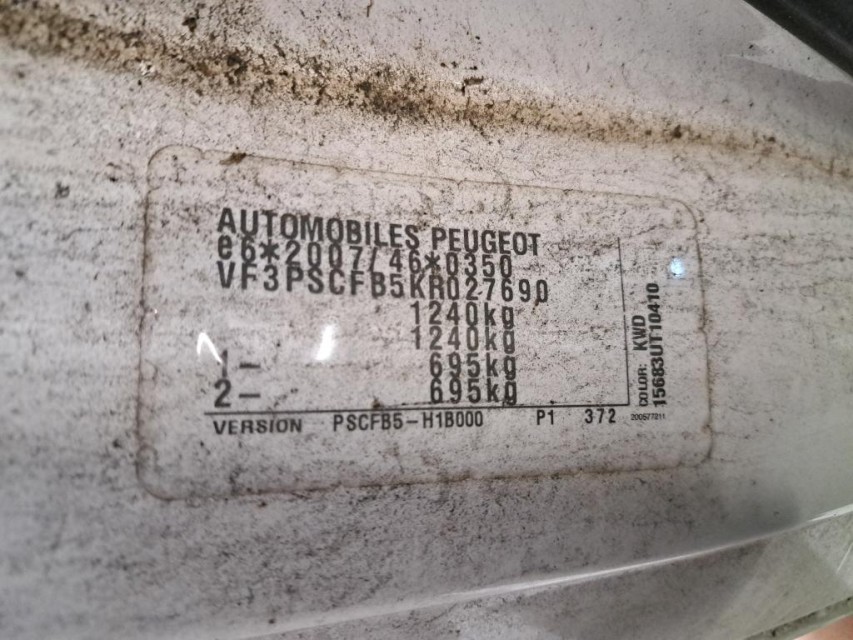 AUTOMOBILES PEUGEOT
e6*2007/46*0350
VF3PSCFB5KR027690
1240kg
1240kg
1- 695kg
2- 695kg
VERSION PSCFB5-H1B000 P1 372
COLOR: KWD
15683UT10410
200577211